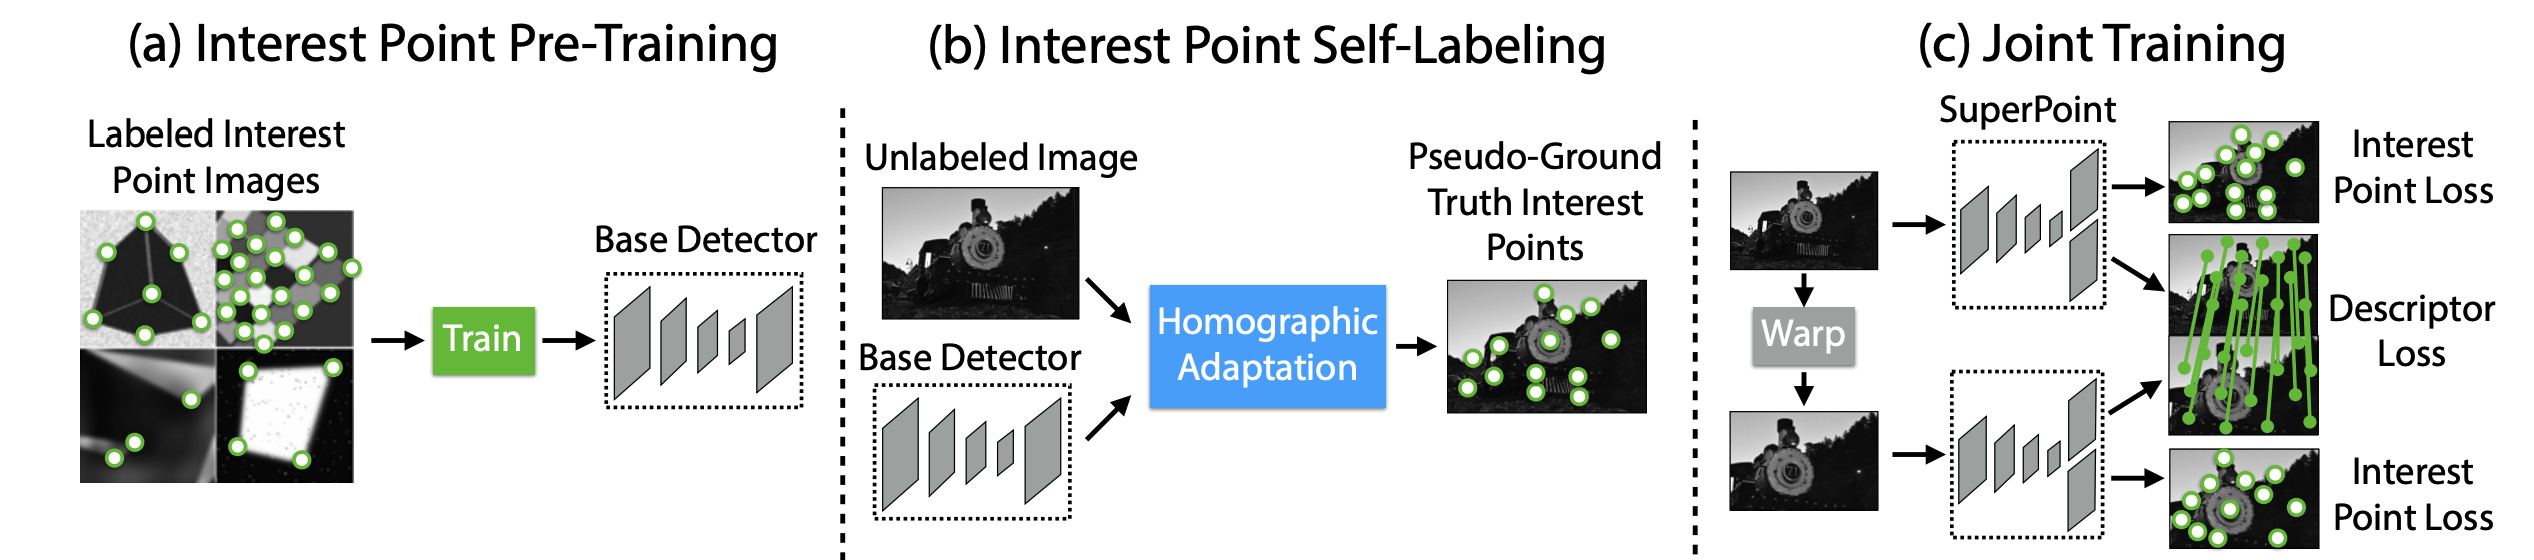 (a) Interest Point Pre-Training
Labeled Interest
Point Images
Train
Base Detector
(b) Interest Point Self-Labeling
Unlabeled Image
Base Detector
Homographic
Adaptation
Pseudo-Ground
Truth Interest
Points
(c) Joint Training
SuperPoint
Warp
Interest
Point Loss
Descriptor
Loss
Interest
Point Loss